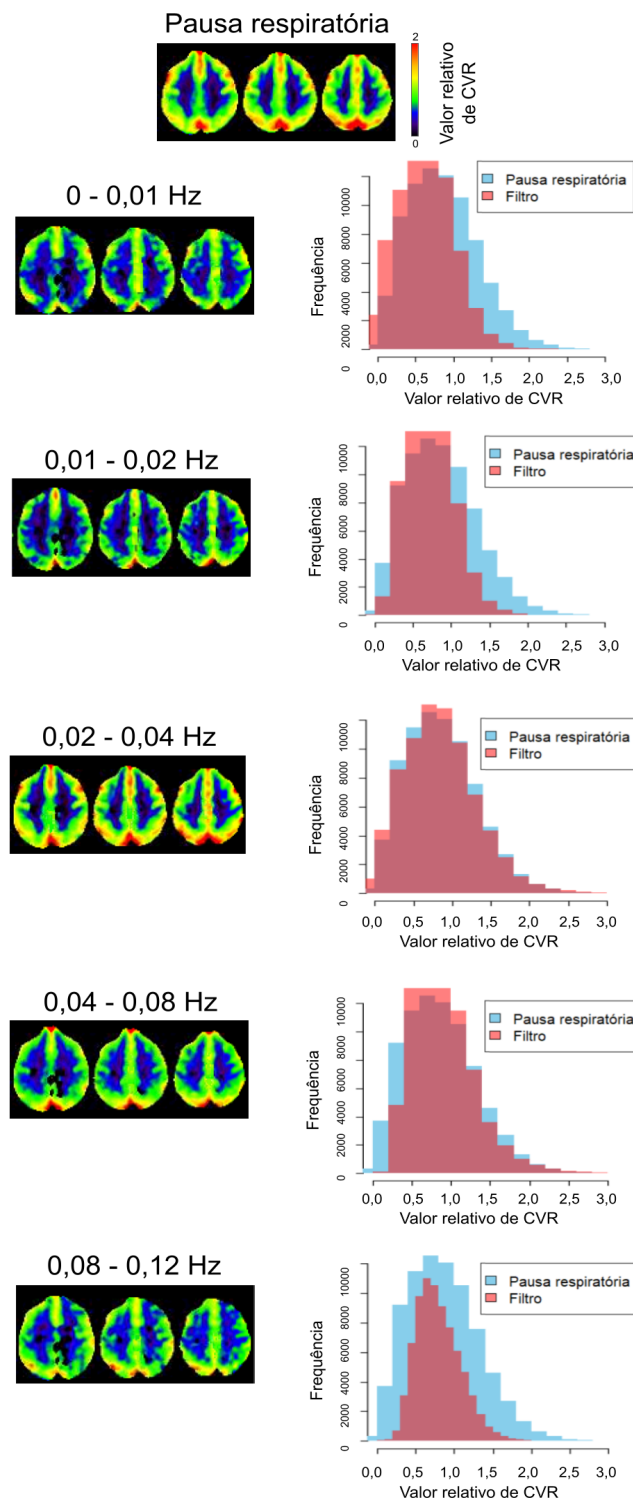 Pausa respiratória
2
0
Valor relativo
de CVR
0 - 0,01 Hz
Pausa respiratória
Filtro
Frequência
0 2000 4000 6000 8000 10000
0,0 0,5 1,0 1,5 2,0 2,5 3,0
Valor relativo de CVR
0,01 - 0,02 Hz
Pausa respiratória
Filtro
Frequência
0 2000 4000 6000 8000 10000
0,0 0,5 1,0 1,5 2,0 2,5 3,0
Valor relativo de CVR
0,02 - 0,04 Hz
Pausa respiratória
Filtro
Frequência
0 2000 4000 6000 8000 10000
0,0 0,5 1,0 1,5 2,0 2,5 3,0
Valor relativo de CVR
0,04 - 0,08 Hz
Pausa respiratória
Filtro
Frequência
0 2000 4000 6000 8000 10000
0,0 0,5 1,0 1,5 2,0 2,5 3,0
Valor relativo de CVR
0,08 - 0,12 Hz
Pausa respiratória
Filtro
Frequência
0 2000 4000 6000 8000 10000
0,0 0,5 1,0 1,5 2,0 2,5 3,0
Valor relativo de CVR